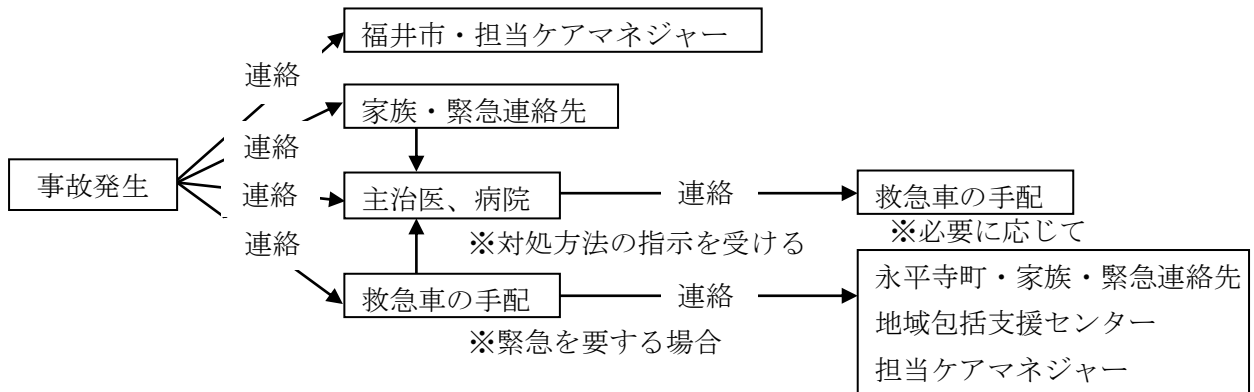 福井市・担当ケアマネジャー
連絡
家族・緊急連絡先
連絡
事故発生
連絡
主治医、病院
連絡
救急車の手配
※対処方法の指示を受ける
※必要に応じて
連絡
救急車の手配
連絡
※緊急を要する場合
永平寺町・家族・緊急連絡先
地域包括支援センター
担当ケアマネジャー